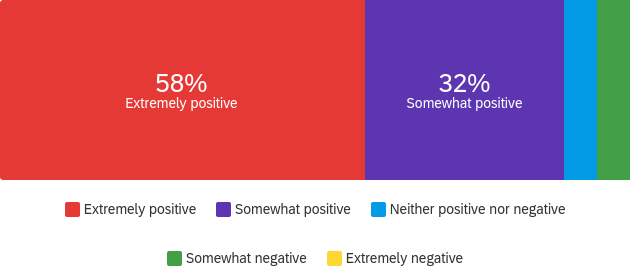 58%
Extremely positive
32%
Somewhat positive
Extremely positive
Somewhat positive
Neither positive nor negative
Somewhat negative
Extremely negative